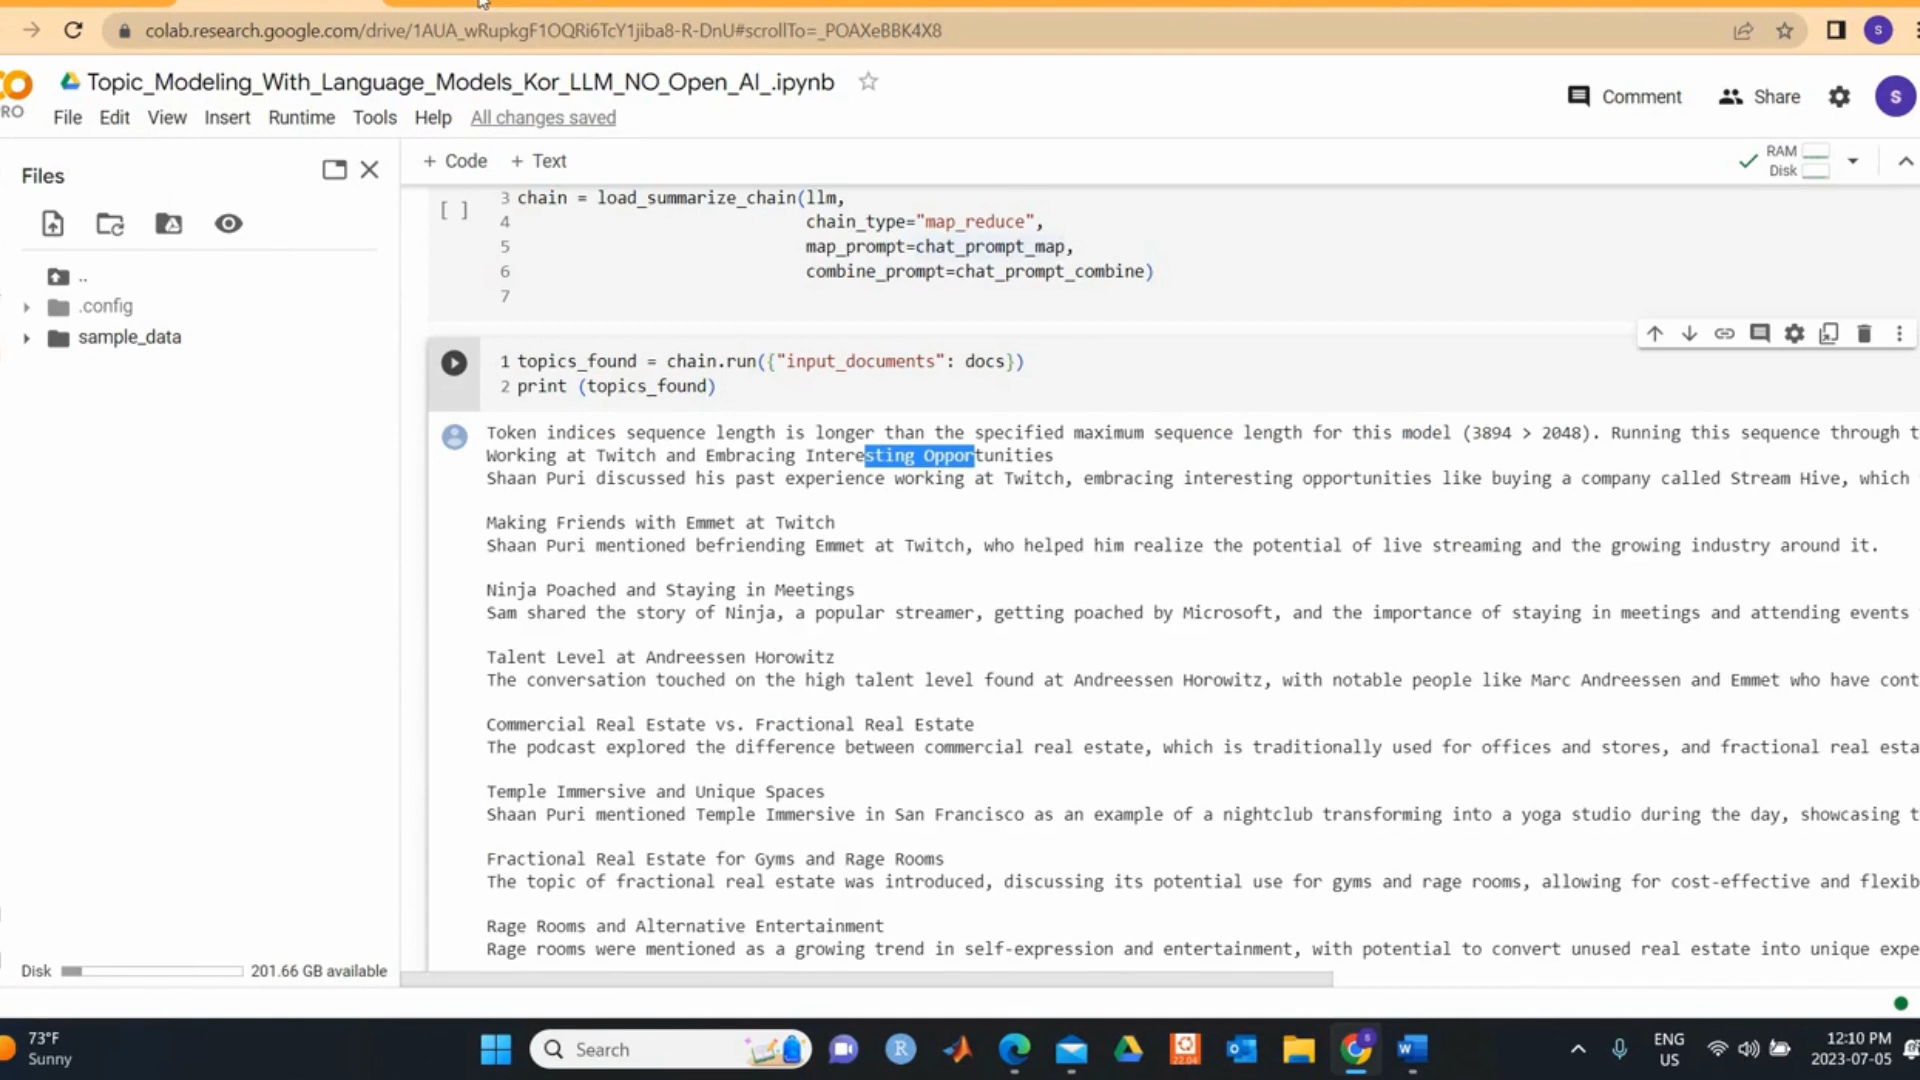 colab.research.google.com/drive/1AUA_wRupkgF1OQRi6TcY1jiba8-R-DnU#scrollTo=_POAXeBBK4X8
S
Topic_Modeling_With_Language_Models_Kor_LLM_NO_Open_AI_.ipynb
PRO
File Edit View Insert Runtime Tools Help All changes saved
Comment Share S
Files
+ Code + Text
RAM
Disk
..
.config
sample_data
[ ]
3 chain = load_summarize_chain(llm,
4 chain_type="map_reduce",
5 map_prompt=chat_prompt_map,
6 combine_prompt=chat_prompt_combine)
7
1 topics_found = chain.run({"input_documents": docs})
2 print (topics_found)
Token indices sequence length is longer than the specified maximum sequence length for this model (3894 > 2048). Running this sequence through t
Working at Twitch and Embracing Interesting Opportunities
Shaan Puri discussed his past experience working at Twitch, embracing interesting opportunities like buying a company called Stream Hive, which
Making Friends with Emmet at Twitch
Shaan Puri mentioned befriending Emmet at Twitch, who helped him realize the potential of live streaming and the growing industry around it.
Ninja Poached and Staying in Meetings
Sam shared the story of Ninja, a popular streamer, getting poached by Microsoft, and the importance of staying in meetings and attending events
Talent Level at Andreessen Horowitz
The conversation touched on the high talent level found at Andreessen Horowitz, with notable people like Marc Andreessen and Emmet who have cont
Commercial Real Estate vs. Fractional Real Estate
The podcast explored the difference between commercial real estate, which is traditionally used for offices and stores, and fractional real esta
Temple Immersive and Unique Spaces
Shaan Puri mentioned Temple Immersive in San Francisco as an example of a nightclub transforming into a yoga studio during the day, showcasing t
Fractional Real Estate for Gyms and Rage Rooms
The topic of fractional real estate was introduced, discussing its potential use for gyms and rage rooms, allowing for cost-effective and flexib
Rage Rooms and Alternative Entertainment
Rage rooms were mentioned as a growing trend in self-expression and entertainment, with potential to convert unused real estate into unique expe
Disk 201.66 GB available
73°F
Sunny
Search
R
22.04
ENG
US
12:10 PM
2023-07-05